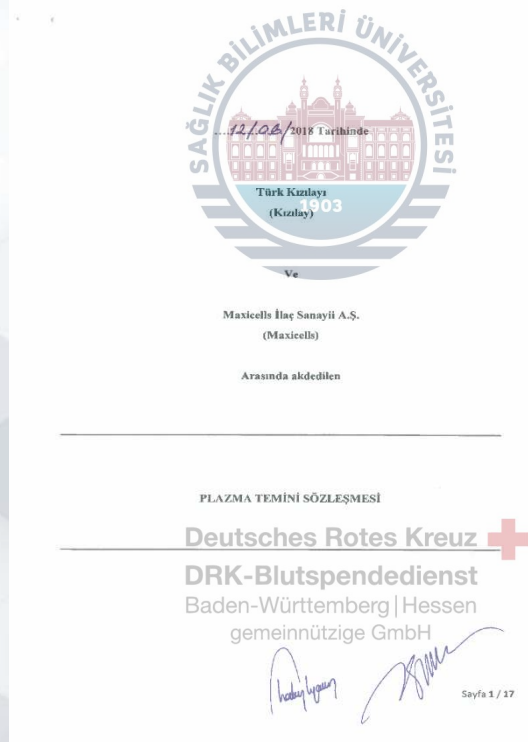 SAĞLIK BİLİMLERİ ÜNİVERSİTESİ
....12/06/2018 Tarihinde
Türk Kızılayı
1903
(Kızılay)
Ve
Maxicells İlaç Sanayii A.Ş.
(Maxicells)
Arasında akdedilen
PLAZMA TEMİNİ SÖZLEŞMESİ
Deutsches Rotes Kreuz
DRK-Blutspendedienst
Baden-Württemberg | Hessen
gemeinnützige GmbH
Sayfa 1 / 17